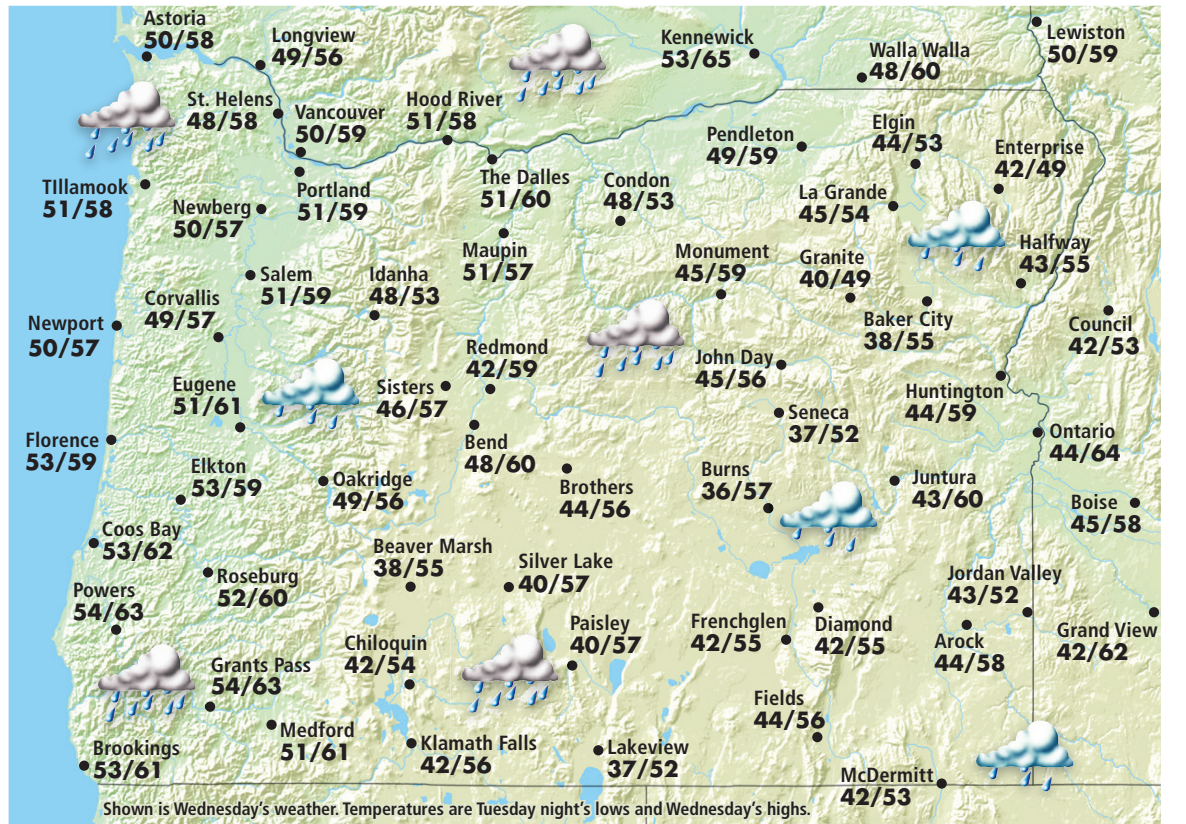 Astoria
50/58
Longview
49/56
Kennewick
53/65
Walla Walla
48/60
Lewiston
50/59
St. Helens
48/58
Vancouver
50/59
Hood River
51/58
Pendleton
49/59
Elgin
44/53
Enterprise
42/49
TIllamook
51/58
Newberg
50/57
Portland
51/59
The Dalles
51/60
Condon
48/53
La Grande
45/54
Maupin
51/57
Monument
45/59
Granite
40/49
Halfway
43/55
Salem
51/59
Idanha
48/53
Corvallis
49/57
Newport
50/57
Baker City
38/55
Council
42/53
Redmond
42/59
John Day
45/56
Eugene
51/61
Sisters
46/57
Huntington
44/59
Seneca
37/52
Florence
53/59
Bend
48/60
Ontario
44/64
Elkton
53/59
Oakridge
49/56
Brothers
44/56
Burns
36/57
Juntura
43/60
Boise
45/58
Coos Bay
53/62
Beaver Marsh
38/55
Silver Lake
40/57
Roseburg
52/60
Powers
54/63
Jordan Valley
43/52
Paisley
40/57
Frenchglen
42/55
Diamond
42/55
Arock
44/58
Grand View
42/62
Chiloquin
42/54
Grants Pass
54/63
Fields
44/56
Medford
51/61
Klamath Falls
42/56
Lakeview
37/52
Brookings
53/61
McDermitt
42/53
Shown is Wednesday's weather. Temperatures are Tuesday night's lows and Wednesday's highs.